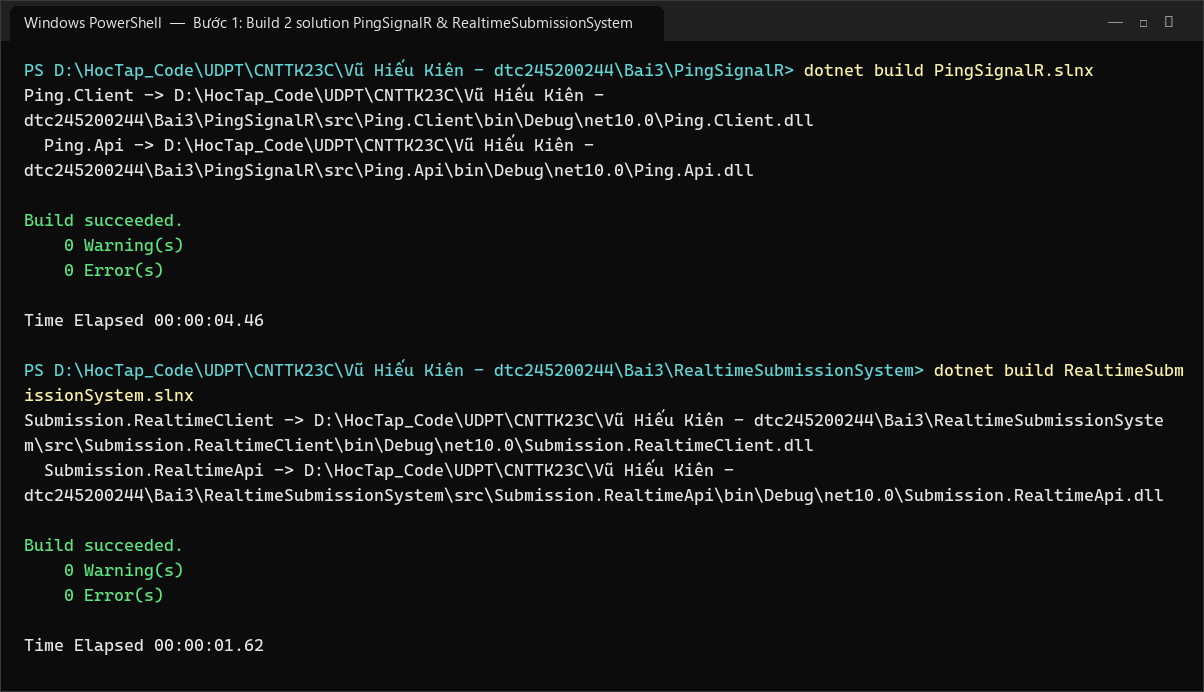 Windows PowerShell — Bước 1: Build 2 solution PingSignalR & RealtimeSubmissionSystem
PS D:\HocTap_Code\UDPT\CNTTK23C\Vũ Hiếu Kiên - dtc245200244\Bai3\PingSignalR> dotnet build PingSignalR.slnx
Ping.Client -> D:\HocTap_Code\UDPT\CNTTK23C\Vũ Hiếu Kiên -
dtc245200244\Bai3\PingSignalR\src\Ping.Client\bin\Debug\net10.0\Ping.Client.dll
  Ping.Api -> D:\HocTap_Code\UDPT\CNTTK23C\Vũ Hiếu Kiên -
dtc245200244\Bai3\PingSignalR\src\Ping.Api\bin\Debug\net10.0\Ping.Api.dll
Build succeeded.
    0 Warning(s)
    0 Error(s)
Time Elapsed 00:00:04.46
PS D:\HocTap_Code\UDPT\CNTTK23C\Vũ Hiếu Kiên - dtc245200244\Bai3\RealtimeSubmissionSystem> dotnet build RealtimeSubm
issionSystem.slnx
Submission.RealtimeClient -> D:\HocTap_Code\UDPT\CNTTK23C\Vũ Hiếu Kiên - dtc245200244\Bai3\RealtimeSubmissionSyste
m\src\Submission.RealtimeClient\bin\Debug\net10.0\Submission.RealtimeClient.dll
  Submission.RealtimeApi -> D:\HocTap_Code\UDPT\CNTTK23C\Vũ Hiếu Kiên -
dtc245200244\Bai3\RealtimeSubmissionSystem\src\Submission.RealtimeApi\bin\Debug\net10.0\Submission.RealtimeApi.dll
Build succeeded.
    0 Warning(s)
    0 Error(s)
Time Elapsed 00:00:01.62